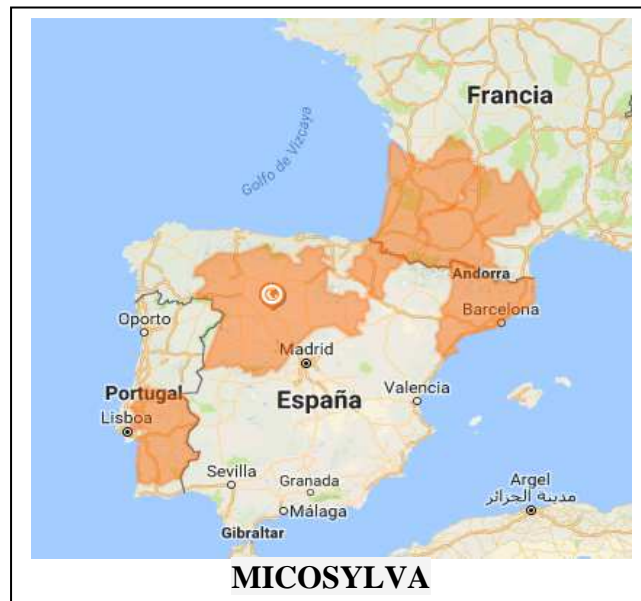 Francia
Golfo de Vizcaya
Andorra
Barcelona
Oporto
Madrid
Portugal
España
Valencia
Lisboa
Sevilla
Granada
Málaga
Argel
مدينة الجزائر
Gibraltar
MICOSYLVA